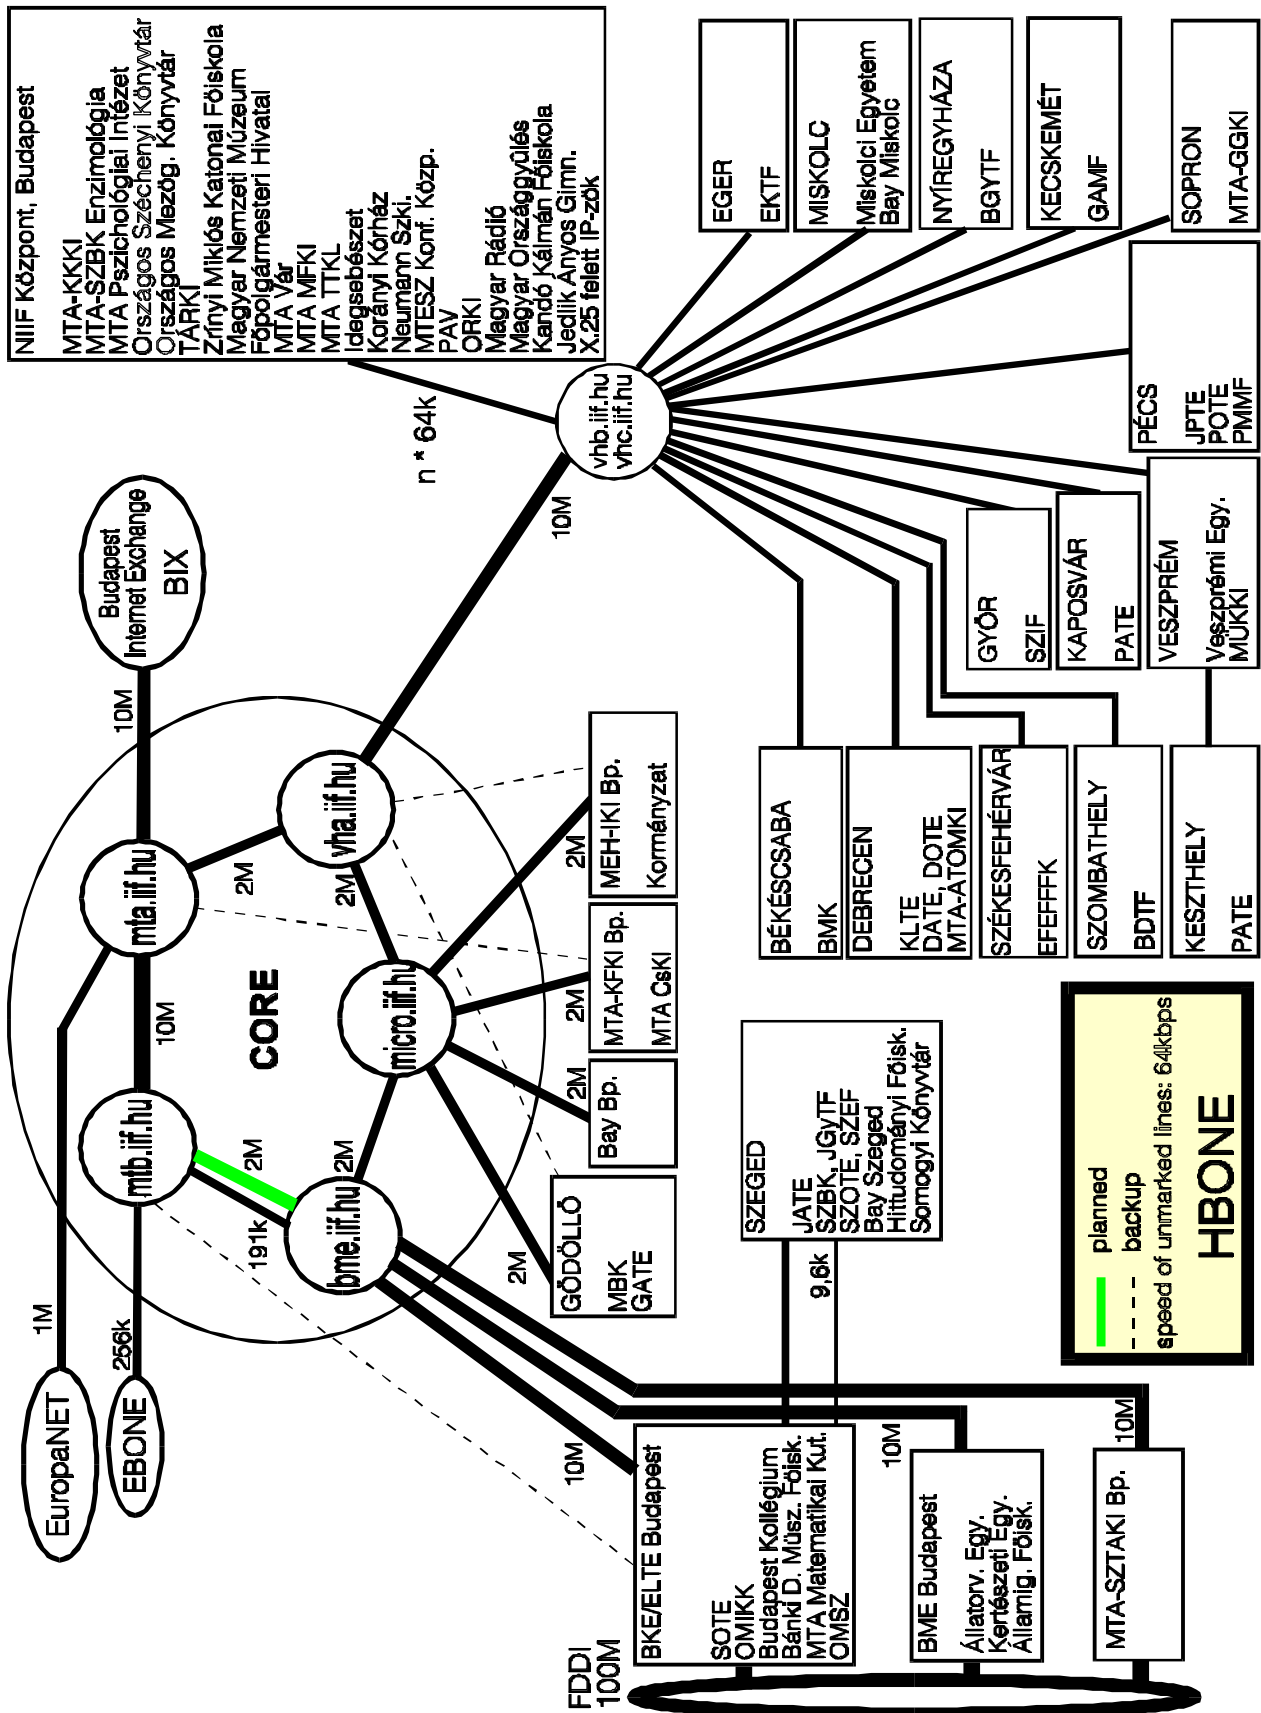 NIIF Központ, Budapest
MTA-KKKI
MTA-SZBK Enzimológia
MTA Pszichológiai Intézet
Országos Széchenyi Könyvtár
Országos Mezőg. Könyvtár
TÁRKI
Zrínyi Miklós Katonai Főiskola
Magyar Nemzeti Múzeum
Főpolgármesteri Hivatal
MTA Vár
MTA MFKI
MTA TTKL
Idegsebészet
Korányi Kórház
Neumann Szki.
MTESZ Konf. Közp.
PAV
ORKI
Magyar Rádió
Magyar Országgyűlés
Kandó Kálmán Főiskola
Jedlik Ányos Gimn.
X.25 felett IP-zők
n * 64k
EGER
EKTF
MISKOLC
Miskolci Egyetem
Bay Miskolc
NYÍREGYHÁZA
BGYTF
KECSKEMÉT
GAMF
SOPRON
MTA-GGKI
PÉCS
JPTE
POTE
PMMF
vhb.iif.hu
vhc.iif.hu
10M
Budapest
Internet Exchange
BIX
10M
GYŐR
SZIF
KAPOSVÁR
PATE
VESZPRÉM
Veszprémi Egy.
MÜKKI
mta.iif.hu
vha.iif.hu
2M
2M
MEH-IKI Bp.
Kormányzat
2M
BÉKÉSCSABA
BMK
DEBRECEN
KLTE
DATE, DOTE
MTA-ATOMKI
SZÉKESFEHÉRVÁR
EFEFFK
SZOMBATHELY
BDTF
KESZTHELY
PATE
10M
CORE
micro.iif.hu
MTA-KFKI Bp.
MTA CsKI
2M
Bay Bp.
2M
mtb.iif.hu
2M
2M
191k
bme.iif.hu
GÖDÖLLŐ
MBK
GATE
2M
SZEGED
JATE
SZBK, JGyTF
SZOTE, SZEF
Bay Szeged
Hittudományi Főisk.
Somogyi Könyvtár
9,6k
planned
backup
speed of unmarked lines: 64kbps
HBONE
1M
256k
EuropaNET
EBONE
10M
10M
10M
BKE/ELTE Budapest
SOTE
OMIKK
Budapest Kollégium
Bánki D. Műsz. Főisk.
MTA Matematikai Kut.
OMSZ
BME Budapest
Állatorv. Egy.
Kertészeti Egy.
Államig. Főisk.
MTA-SZTAKI Bp.
FDDI
100M